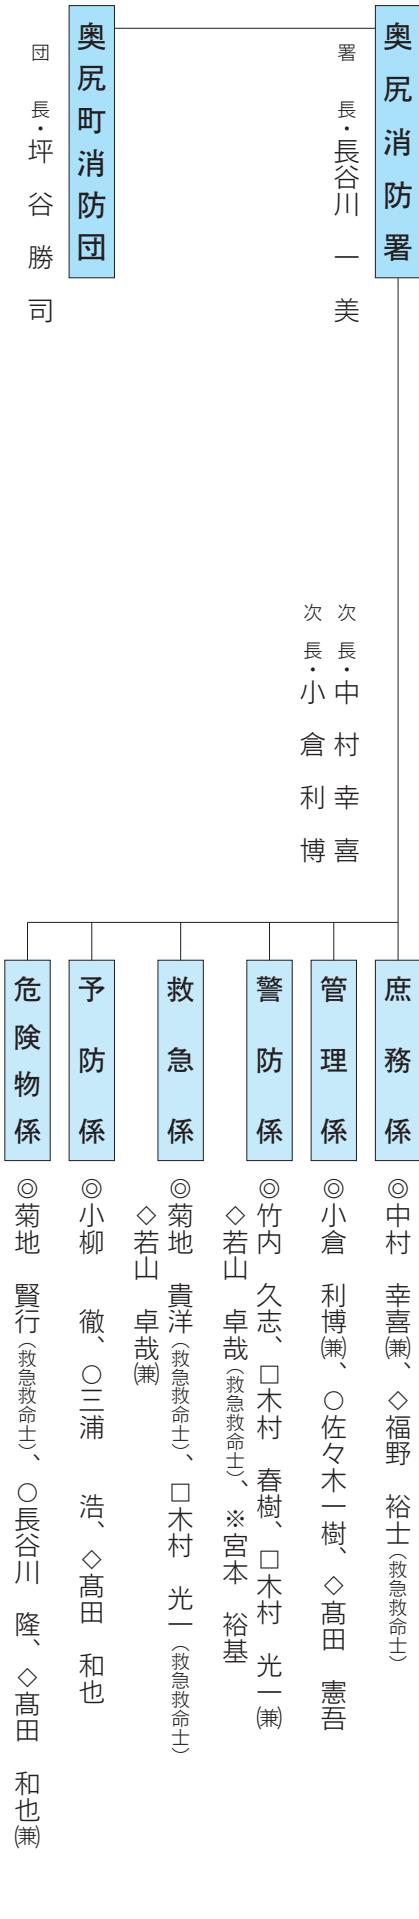 奥尻消防署
署長・長谷川 一美
次長・中村幸喜
次長・小倉利博
庶務係
◎中村 幸喜㈱、◇福野 裕士(救急救命士)
管理係
◎小倉 利博(兼)、○佐々木一樹、◇髙田 憲吾
警防係
◎竹内 久志、□木村 春樹、□木村 光一(兼)
◇若山 卓哉(救急救命士)、※宮本 裕基
救急係
◎菊地 貴洋(救急救命士)、□木村 光一(救急救命士)
◇若山 卓哉(兼)
予防係
◎小柳 徹、○三浦 浩、◇髙田 和也
危険物係
◎菊地 賢行(救急救命士)、○長谷川 隆、◇髙田 和也(兼)
奥尻町消防団
団長・坪谷勝司